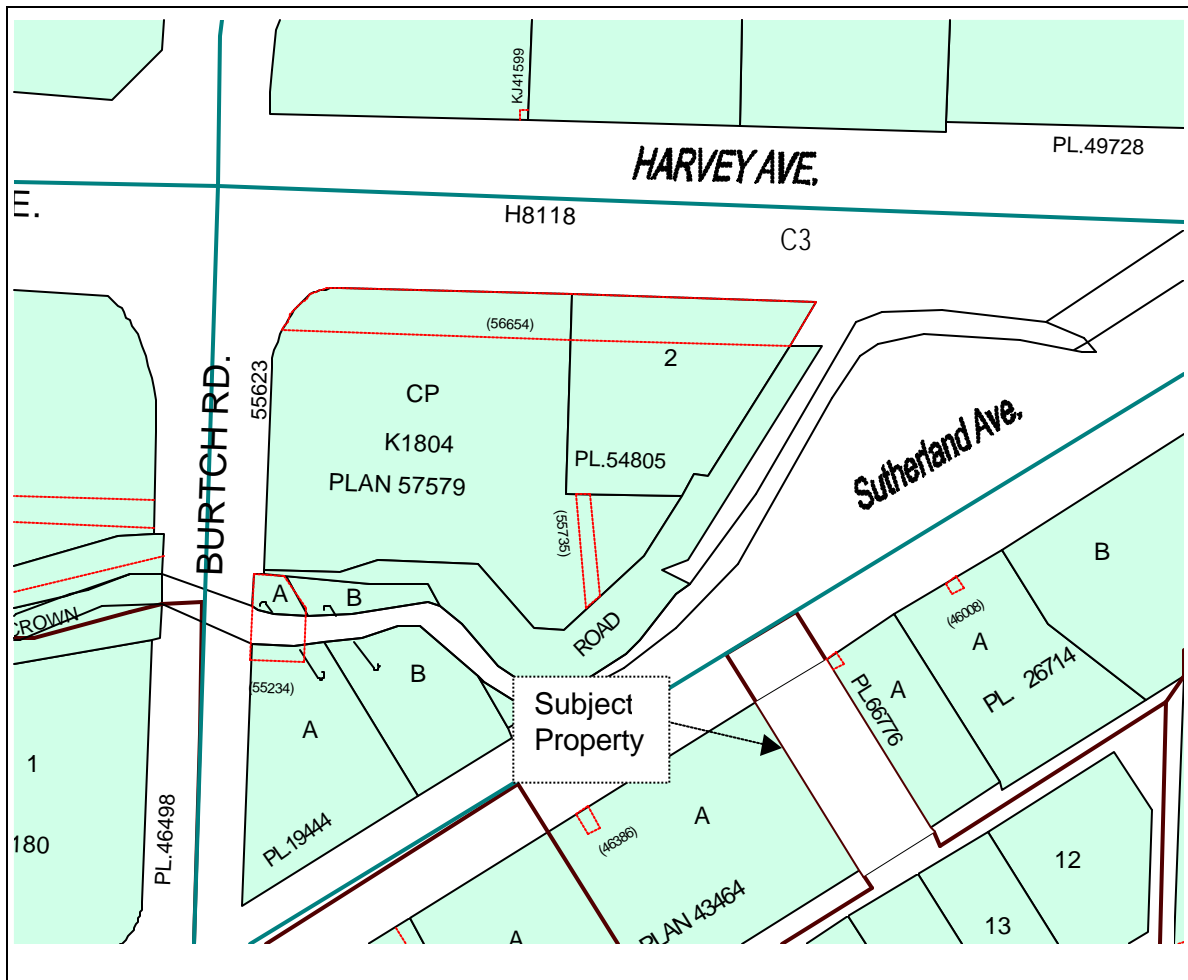 KJ41599
PL.49728
HARVEY AVE.
E.
H8118
C3
(56654)
2
55623
BURTCH RD.
CP
K1804
PLAN 57579
PL.54805
Sutherland Ave.
(55735)
B
A
B
CROWN
ROAD
(46008)
A
PL. 26714
A
PL.66776
B
(55234)
A
Subject
Property
1
180
PL.46498
PL.19444
A
(46386)
12
PLAN 43464
13
A